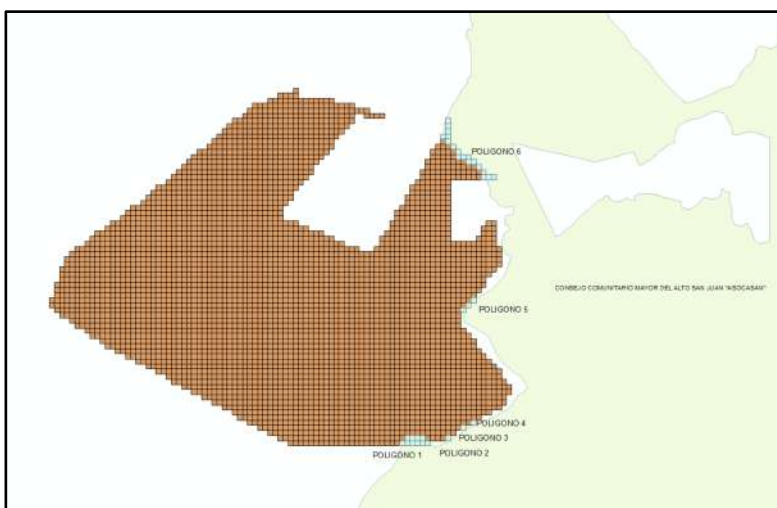 POLIGONO 6
CONSEJO COMUNITARIO MAYOR DEL ALTO SAN JUAN "ASOCASAN"
POLIGONO 5
POLIGONO 4
POLIGONO 3
POLIGONO 1
POLIGONO 2